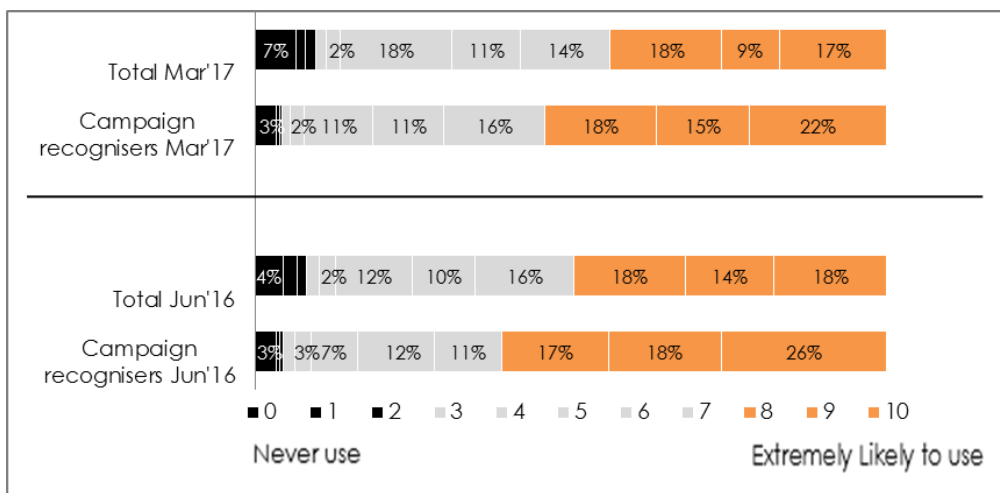 7% 2% 18% 11% 14% 18% 9% 17%
Total Mar'17
3% 2% 11% 11% 16% 18% 15% 22%
Campaign
recognisers Mar'17
4% 2% 12% 10% 16% 18% 14% 18%
Total Jun'16
3% 3% 7% 12% 11% 17% 18% 26%
Campaign
recognisers Jun'16
0 1 2 3 4 5 6 7 8 9 10
Never use Extremely Likely to use